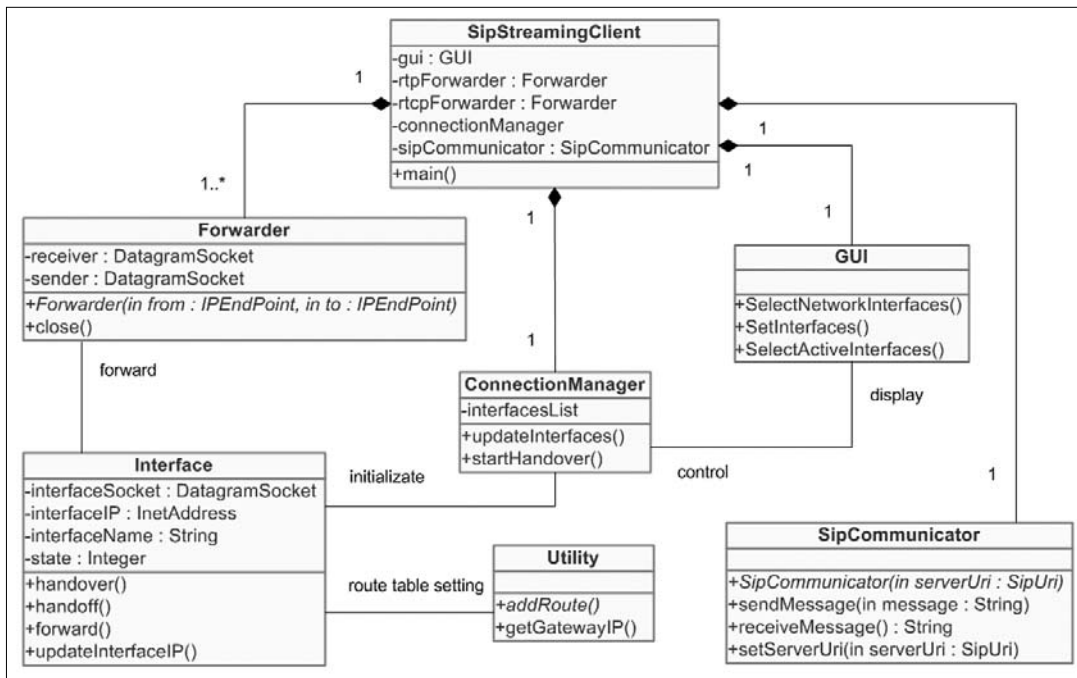 SipStreamingClient
-gui : GUI
-rtpForwarder : Forwarder
-rtcpForwarder : Forwarder
-connectionManager
-sipCommunicator : SipCommunicator
+main()
1
1..*
1
1
1
1
1
1
Forwarder
-receiver : DatagramSocket
-sender : DatagramSocket
+Forwarder(in from : IPEndPoint, in to : IPEndPoint)
+close()
GUI
+SelectNetworkInterfaces()
+SetInterfaces()
+SelectActiveInterfaces()
forward
display
ConnectionManager
-interfacesList
+updateInterfaces()
+startHandover()
initializate
control
Interface
-interfaceSocket : DatagramSocket
-interfaceIP : InetAddress
-interfaceName : String
-state : Integer
+handover()
+handoff()
+forward()
+updateInterfaceIP()
route table setting
Utility
+addRoute()
+getGatewayIP()
SipCommunicator
+SipCommunicator(in serverUri : SipUri)
+sendMessage(in message : String)
+receiveMessage() : String
+setServerUri(in serverUri : SipUri)